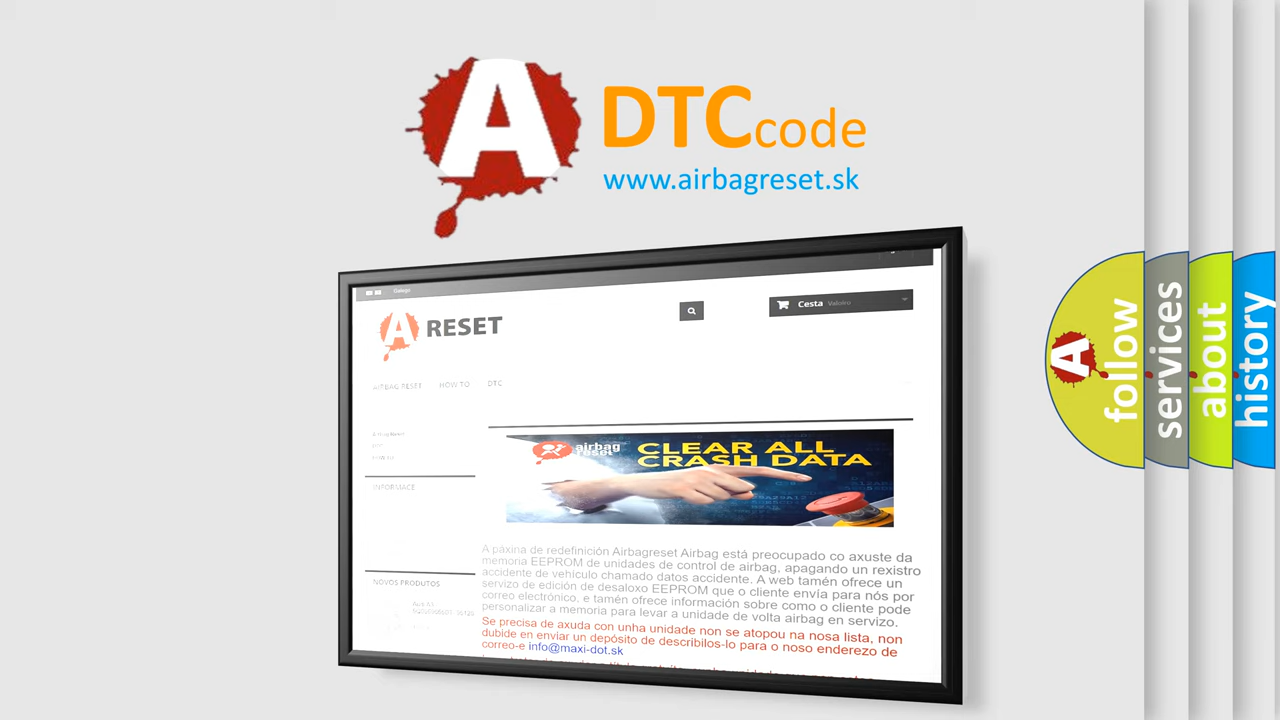 A DTCcode
www.airbagreset.sk
Galego
A RESET
Cesta Valeiro
AIRBAG RESET HOW TO DTC
airbag
reset
CLEAR ALL
CRASH DATA
INFORMACE
A páxina de redefinición Airbagreset Airbag está preocupado co axuste da
memoria EEPROM de unidades de control de airbag, apagando un rexistro
accidente de vehículo chamado datos accidente. A web tamén ofrece un
servizo de edición de desaloxo EEPROM que o cliente envía para nós por
correo electrónico, e tamén ofrece información sobre como o cliente pode
personalizar a memoria para levar a unidade de volta airbag en servizo.
Se precisa de axuda con unha unidade non se atopou na nosa lista, non
dubide en enviar un depósito de describilos-lo para o noso enderezo de
correo-e info@maxi-dot.sk
NOVOS PRODUTOS
A
follow
services
about
history